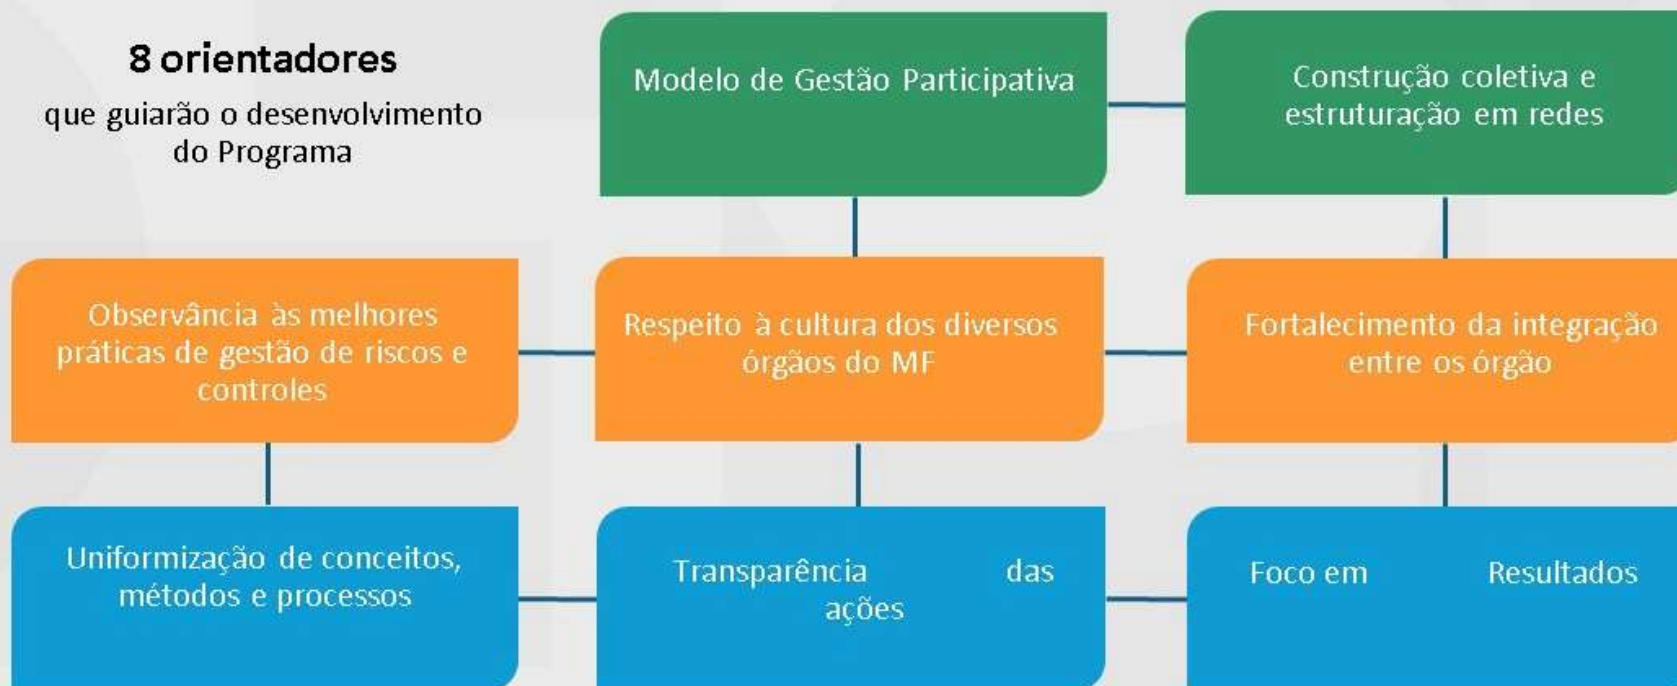 8 orientadores
que guiarão o desenvolvimento
do Programa
Modelo de Gestão Participativa
Construção coletiva e
estruturação em redes
Observância às melhores
práticas de gestão de riscos e
controles
Respeito à cultura dos diversos
órgãos do MF
Fortalecimento da integração
entre os órgão
Uniformização de conceitos,
métodos e processos
Transparência das
ações
Foco em Resultados